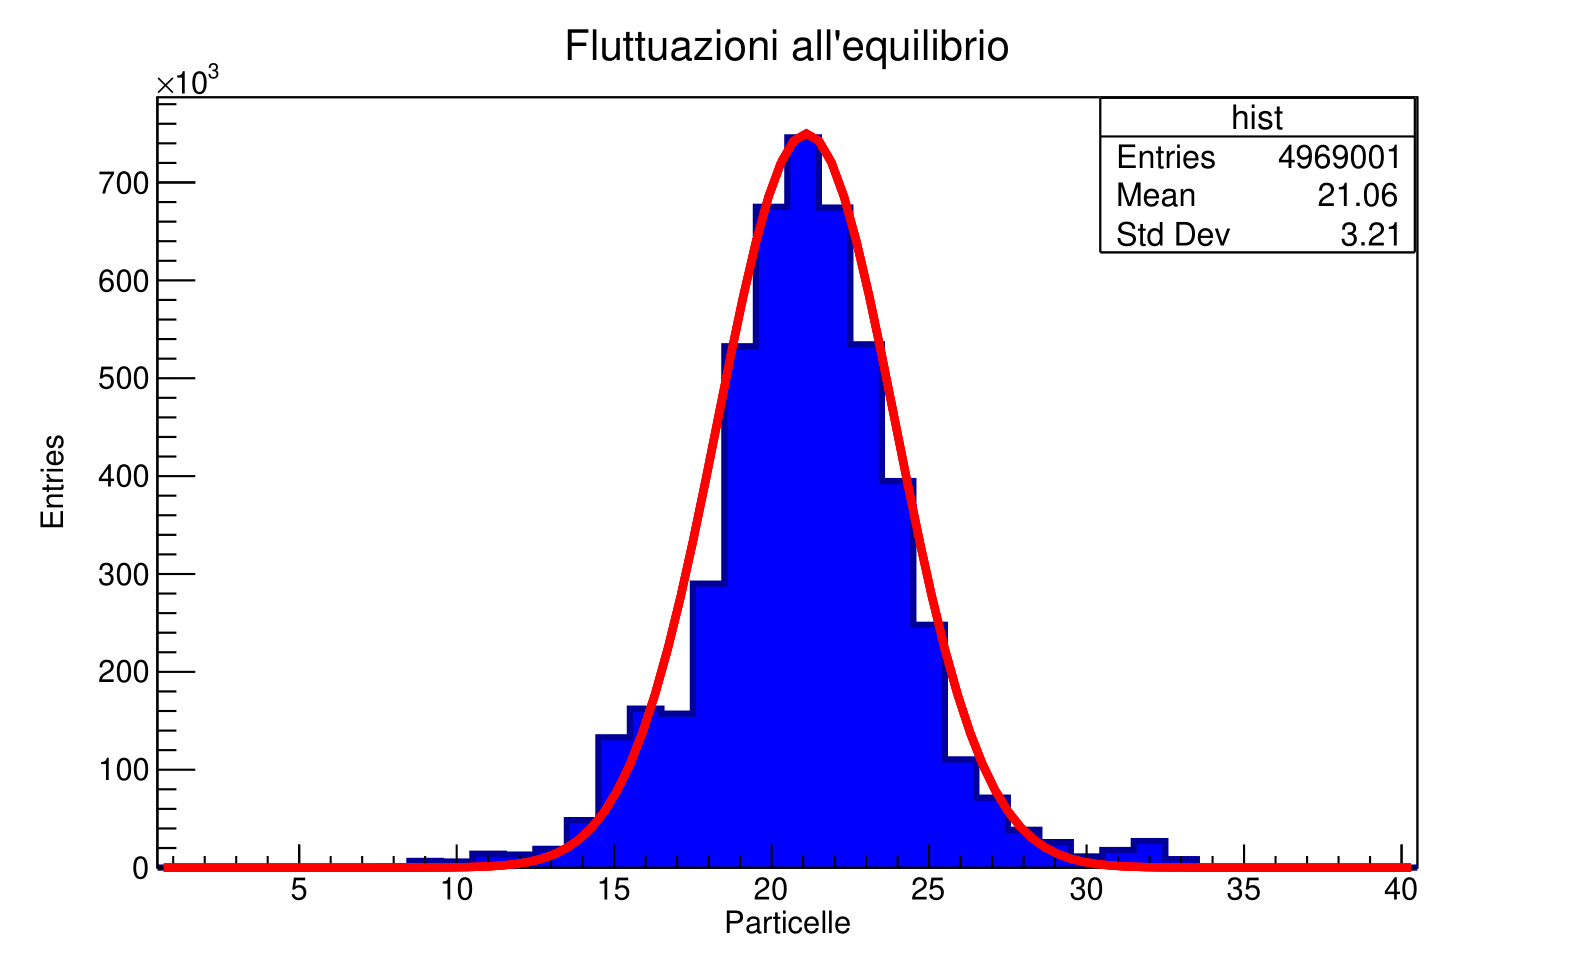 Fluttuazioni all'equilibrio
×10³
hist
Entries 4969001
Mean 21.06
Std Dev 3.21
700
600
500
400
300
200
100
0
Entries
5 10 15 20 25 30 35 40
Particelle